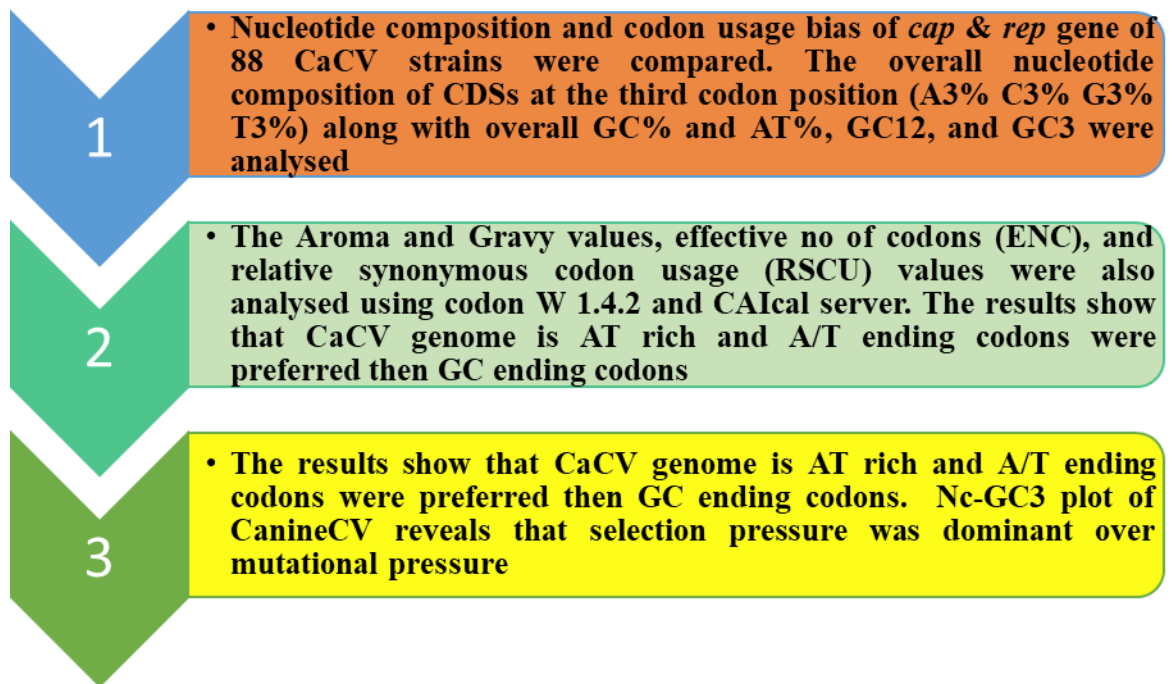 1
• Nucleotide composition and codon usage bias of cap & rep gene of
88 CaCV strains were compared. The overall nucleotide
composition of CDSs at the third codon position (A3% C3% G3%
T3%) along with overall GC% and AT%, GC12, and GC3 were
analysed
2
• The Aroma and Gravy values, effective no of codons (ENC), and
relative synonymous codon usage (RSCU) values were also
analysed using codon W 1.4.2 and CAIcal server. The results show
that CaCV genome is AT rich and A/T ending codons were
preferred then GC ending codons
3
• The results show that CaCV genome is AT rich and A/T ending
codons were preferred then GC ending codons. Nc-GC3 plot of
CanineCV reveals that selection pressure was dominant over
mutational pressure